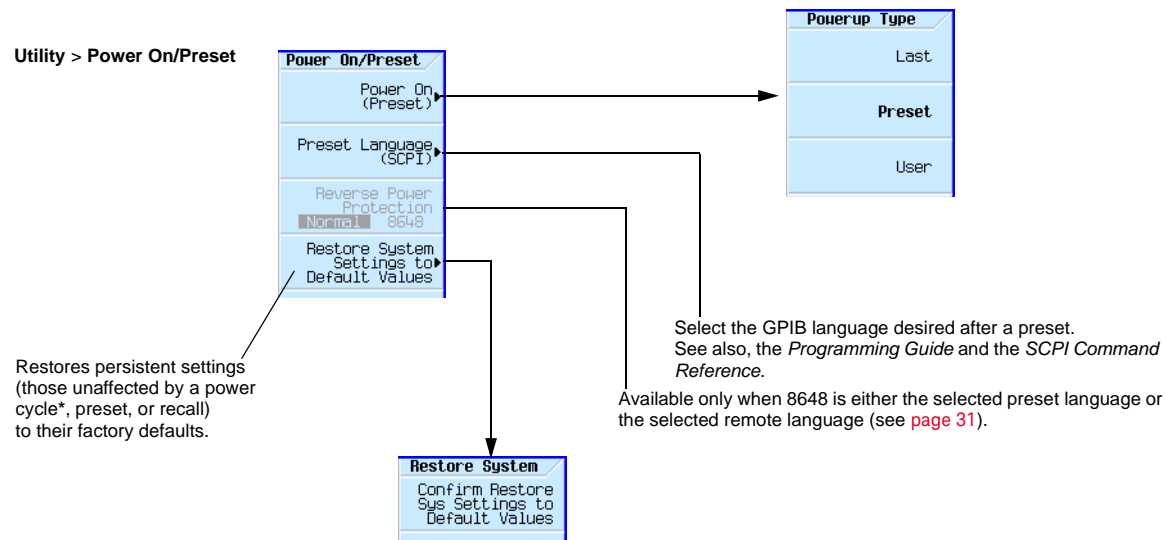 Utility > Power On/Preset
Power On/Preset
Power On
(Preset)
Preset Language
(SCPI)
Reverse Power
Protection
Normal 8648
Restore System
Settings to
Default Values
Powerup Type
Last
Preset
User
Select the GPIB language desired after a preset.
See also, the Programming Guide and the SCPI Command
Reference.
Available only when 8648 is either the selected preset language or
the selected remote language (see page 31).
Restores persistent settings
(those unaffected by a power
cycle*, preset, or recall)
to their factory defaults.
Restore System
Confirm Restore
Sys Settings to
Default Values